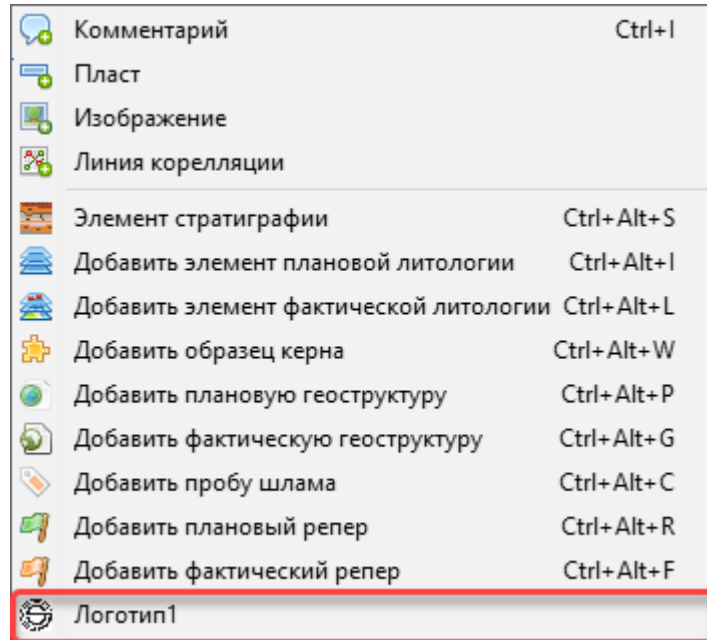 Комментарий Ctrl+I
Пласт
Изображение
Линия корелляции
Элемент стратиграфии Ctrl+Alt+S
Добавить элемент плановой литологии Ctrl+Alt+I
Добавить элемент фактической литологии Ctrl+Alt+L
Добавить образец керна Ctrl+Alt+W
Добавить плановую геоструктуру Ctrl+Alt+P
Добавить фактическую геоструктуру Ctrl+Alt+G
Добавить пробу шлама Ctrl+Alt+C
Добавить плановый репер Ctrl+Alt+R
Добавить фактический репер Ctrl+Alt+F
Логотип1